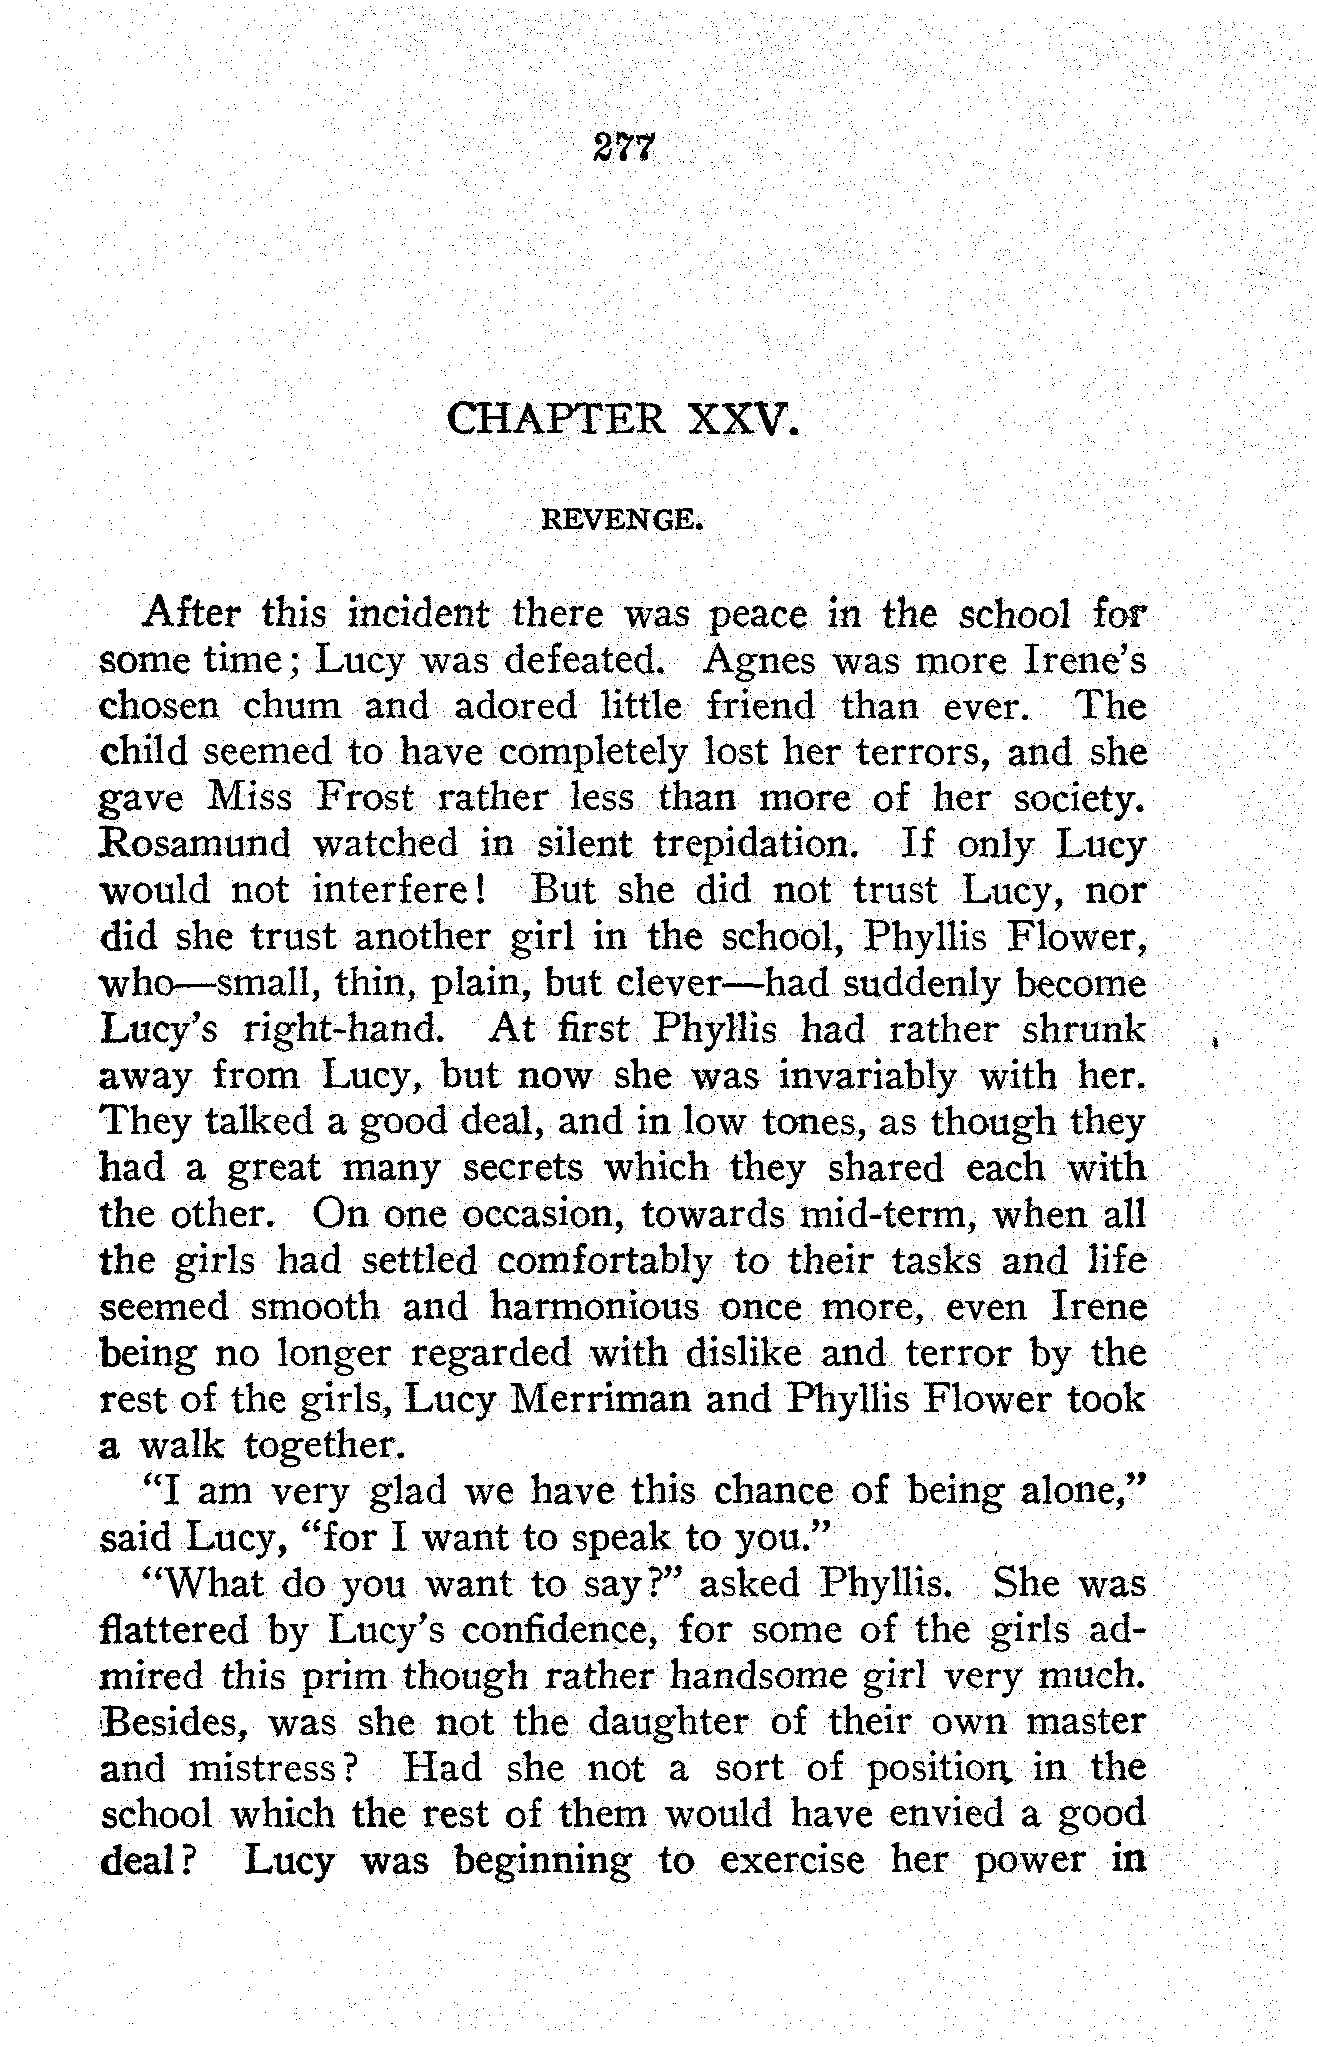 277
CHAPTER XXV.
REVENGE.
After this incident there was peace in the school for
some time; Lucy was defeated. Agnes was more Irene's
chosen chum and adored little friend than ever. The
child seemed to have completely lost her terrors, and she
gave Miss Frost rather less than more of her society.
Rosamund watched in silent trepidation. If only Lucy
would not interfere! But she did not trust Lucy, nor
did she trust another girl in the school, Phyllis Flower,
who—small, thin, plain, but clever—had suddenly become
Lucy's right-hand. At first Phyllis had rather shrunk
away from Lucy, but now she was invariably with her.
They talked a good deal, and in low tones, as though they
had a great many secrets which they shared each with
the other. On one occasion, towards mid-term, when all
the girls had settled comfortably to their tasks and life
seemed smooth and harmonious once more, even Irene
being no longer regarded with dislike and terror by the
rest of the girls, Lucy Merriman and Phyllis Flower took
a walk together.
"I am very glad we have this chance of being alone,"
said Lucy, "for I want to speak to you."
"What do you want to say?" asked Phyllis. She was
flattered by Lucy's confidence, for some of the girls ad-
mired this prim though rather handsome girl very much.
Besides, was she not the daughter of their own master
and mistress? Had she not a sort of position in the
school which the rest of them would have envied a good
deal? Lucy was beginning to exercise her power in